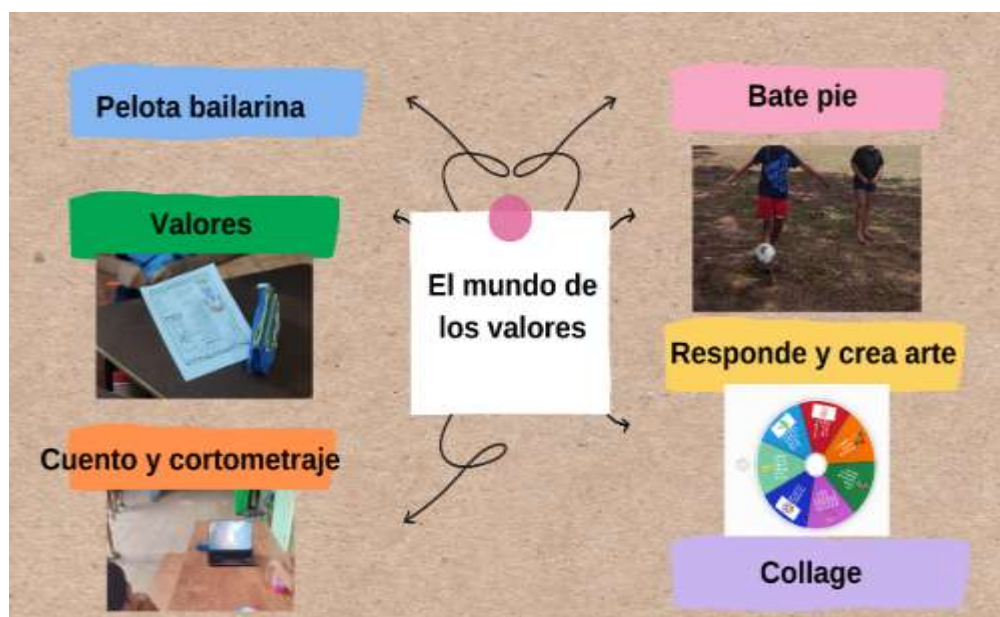 Pelota bailarina
Valores
Cuento y cortometraje
El mundo de
los valores
Bate pie
Responde y crea arte
Collage